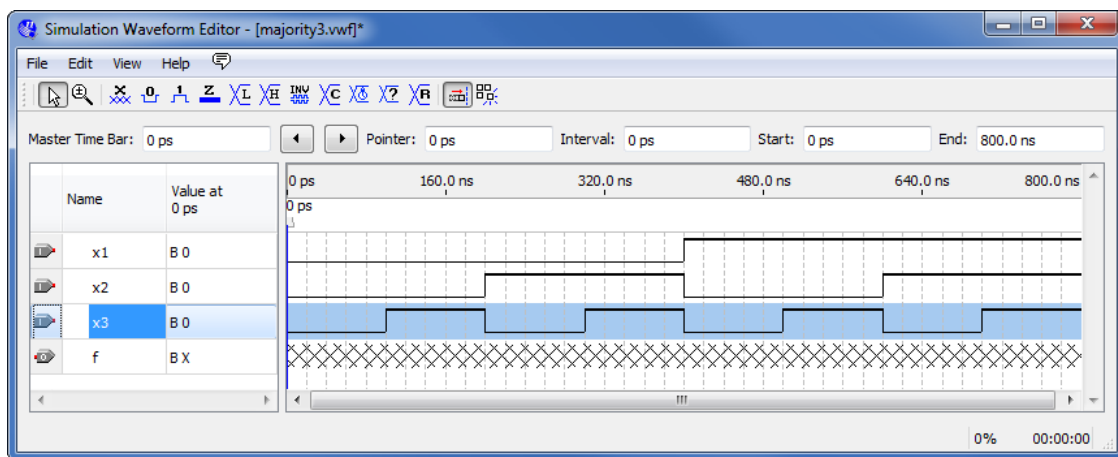 Simulation Waveform Editor - [majority3.vwf]*
File Edit View Help
Master Time Bar: 0 ps Pointer: 0 ps Interval: 0 ps Start: 0 ps End: 800.0 ns
Name Value at 0 ps
0 ps 160.0 ns 320.0 ns 480.0 ns 640.0 ns 800.0 ns
0 ps
x1 B 0
x2 B 0
x3 B 0
f B X
0% 00:00:00